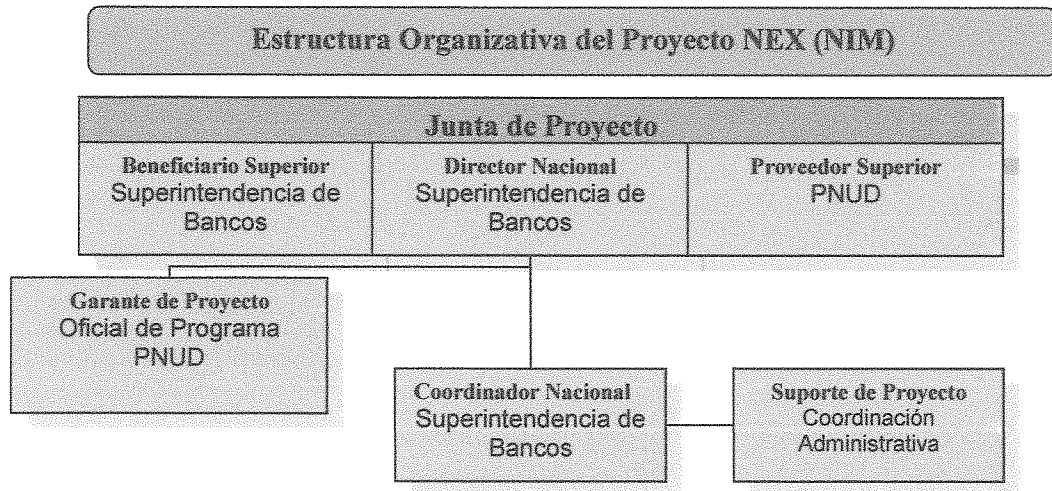 Estructura Organizativa del Proyecto NEX (NIM)
Junta de Proyecto
Beneficiario Superior
Superintendencia de
Bancos
Director Nacional
Superintendencia de
Bancos
Proveedor Superior
PNUD
Garante de Proyecto
Oficial de Programa
PNUD
Coordinador Nacional
Superintendencia de
Bancos
Suporte de Proyecto
Coordinación
Administrativa